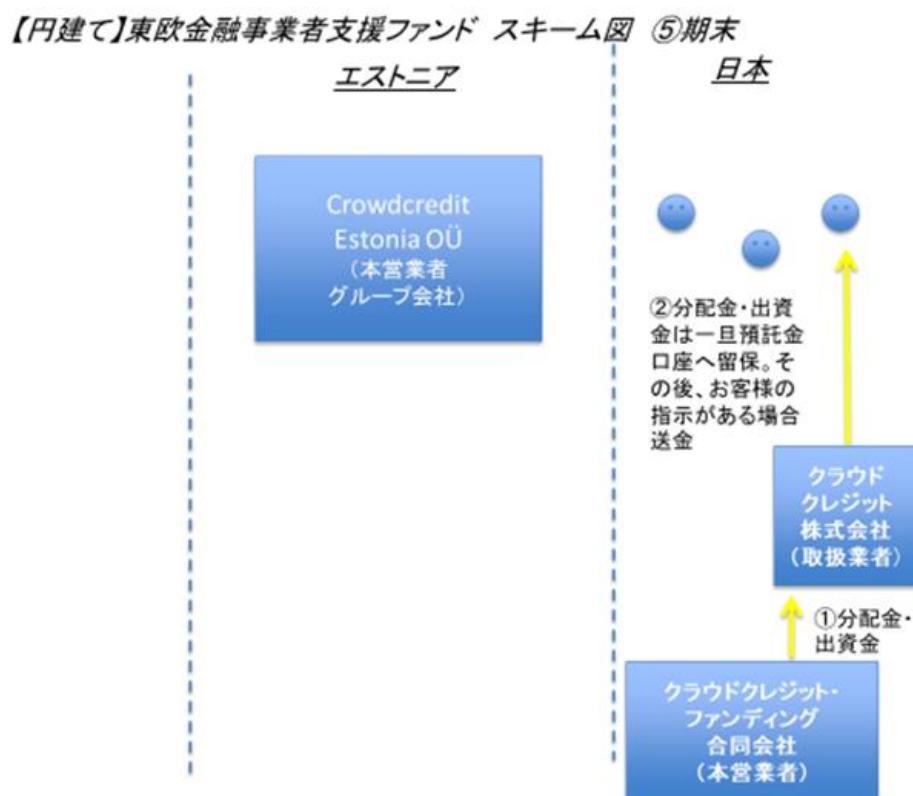 【円建て】東欧金融事業者支援ファンド スキーム図 ⑤期末
エストニア
日本
Crowdcredit
Estonia OÜ
（本営業者
グループ会社）
②分配金・出資
金は一旦預託金
口座へ留保。そ
の後、お客様の
指示がある場合
送金
クラウド
クレジット
株式会社
（取扱業者）
①分配金・
出資金
クラウドクレジット・
ファンディング
合同会社
（本営業者）